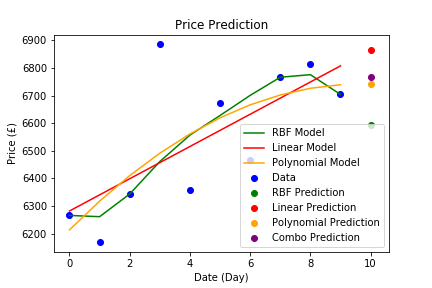 Price Prediction
6900
6800
6700
6600
6500
6400
6300
6200
Price (£)
0
2
4
6
8
10
Date (Day)
RBF Model
Linear Model
Polynomial Model
Data
RBF Prediction
Linear Prediction
Polynomial Prediction
Combo Prediction